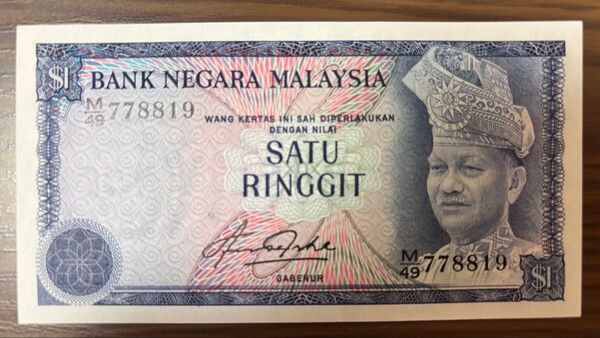 $1
BANK NEGARA MALAYSIA
M/49 778819
WANG KERTAS INI SAH DIPERLAKUKAN
DENGAN NILAI
SATU
RINGGIT
GABENUR
M/49 778819
$1